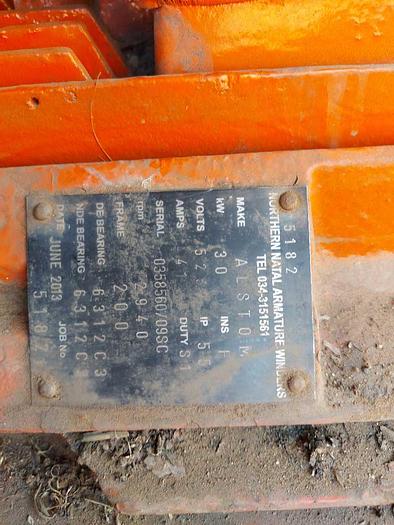 5182
NORTHERN NATAL ARMATURE WINDERS
TEL 034-3151561
MAKE ALSTOM
kW 30 INS F
VOLTS 525 IP 55
AMPS DUTY S1
SERIAL 0358560/09SC
rpm 2940
FRAME 200
DE BEARING 6312C3
NDE BEARING 6312C3
DATE JUNE 2013 JOB No. 5182